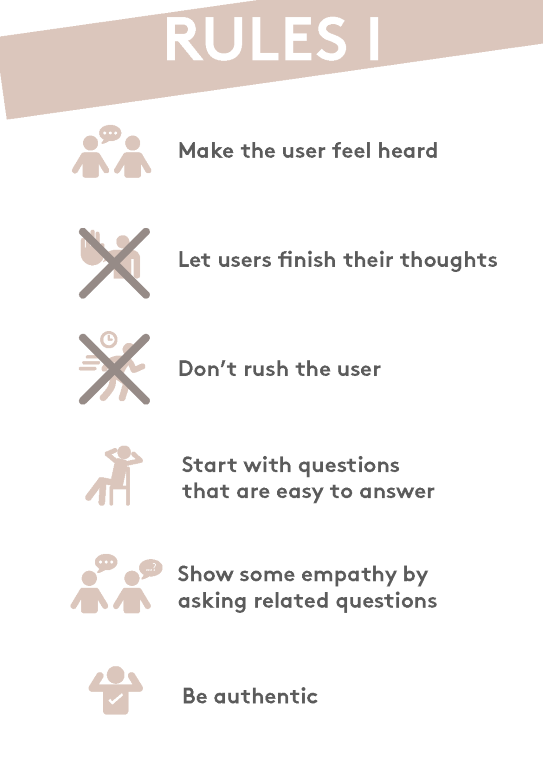 RULES I
Make the user feel heard
Let users finish their thoughts
Don’t rush the user
Start with questions
that are easy to answer
Show some empathy by
asking related questions
Be authentic